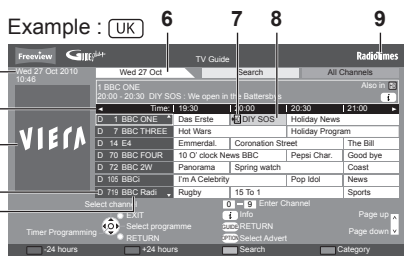 Example : UK
6 7 8 9
Freeview GUIDE Plus+ TV Guide RadioTimes
Wed 27 Oct 2010
10:46
Wed 27 Oct Search All Channels
1 BBC ONE Also in
20:00 - 20:30 DIY SOS : We open in the Battersbys i
Time: 19:30 20:00 20:30 21:00
D 1 BBC ONE Das Erste DIY SOS Holiday News
D 7 BBC THREE Hot Wars Holiday Program
D 14 E4 Emmerdal. Coronation Street The Bill
D 70 BBC FOUR 10 O' clock News BBC Pepsi Char. Good bye
D 72 BBC 2W Panorama Spring watch Coast
D 105 BBCi I'm A Celebrity Pop Idol News
D 719 BBC Radi Rugby 15 To 1 Sports
VIErA
Select channel 0 - 9 Enter Channel
EXIT i Info Page up
Timer Programming Select programme GUIDE RETURN Page down
RETURN OPTION Select Advert
-24 hours +24 hours Search Category